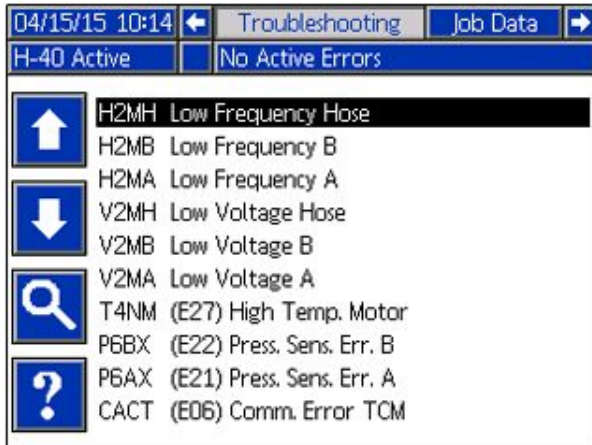 04/15/15 10:14 Troubleshooting Job Data
H-40 Active No Active Errors
H2MH Low Frequency Hose
H2MB Low Frequency B
H2MA Low Frequency A
V2MH Low Voltage Hose
V2MB Low Voltage B
V2MA Low Voltage A
T4NM (E27) High Temp. Motor
P6BX (E22) Press. Sens. Err. B
P6AX (E21) Press. Sens. Err. A
CACT (E06) Comm. Error TCM
?